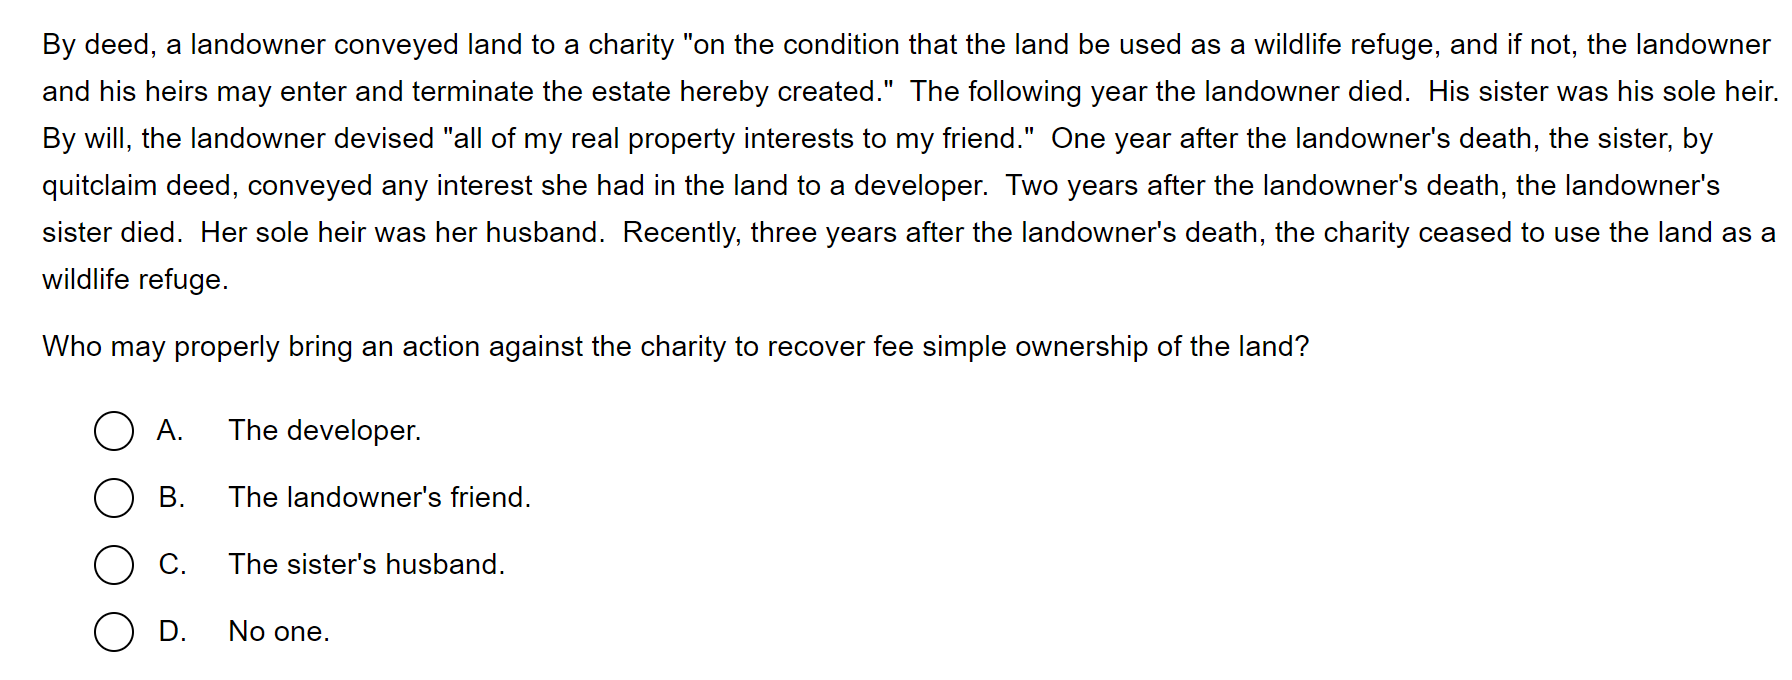 By deed, a landowner conveyed land to a charity "on the condition that the land be used as a wildlife refuge, and if not, the landowner
and his heirs may enter and terminate the estate hereby created."  The following year the landowner died.  His sister was his sole heir.
By will, the landowner devised "all of my real property interests to my friend."  One year after the landowner's death, the sister, by
quitclaim deed, conveyed any interest she had in the land to a developer.  Two years after the landowner's death, the landowner's
sister died.  Her sole heir was her husband.  Recently, three years after the landowner's death, the charity ceased to use the land as a
wildlife refuge.
Who may properly bring an action against the charity to recover fee simple ownership of the land?
A. The developer.
B. The landowner's friend.
C. The sister's husband.
D. No one.